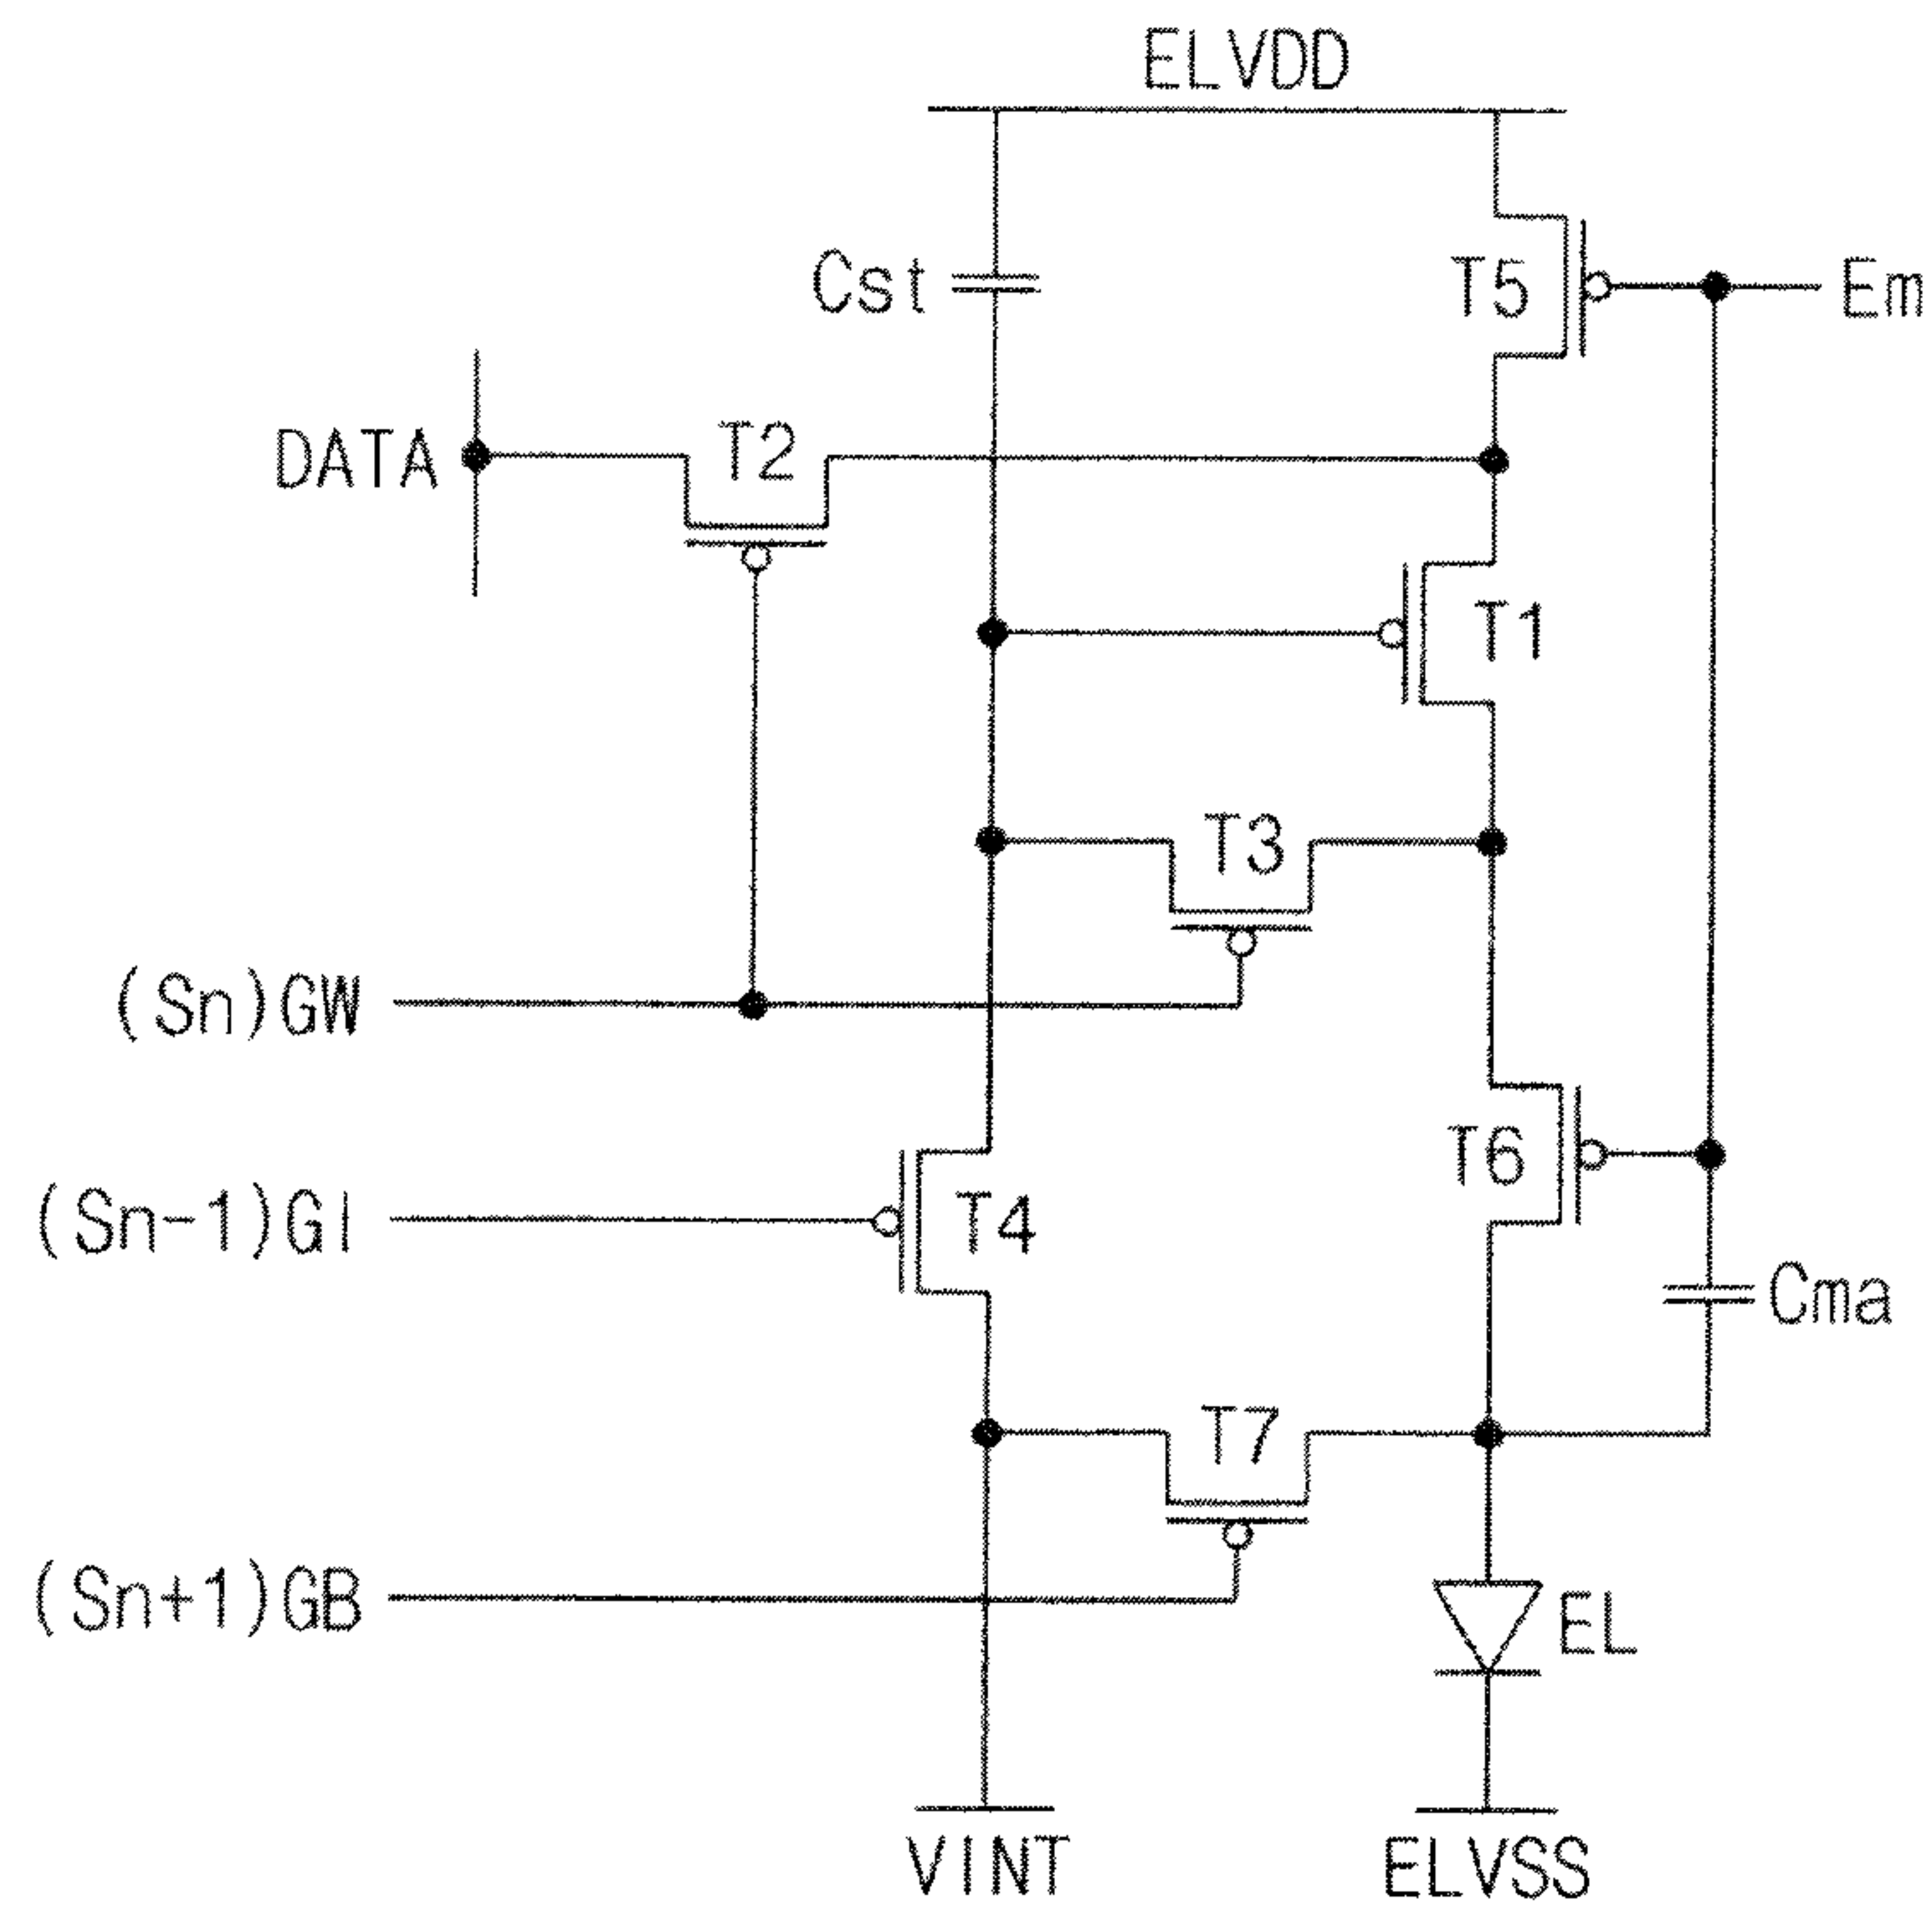 ELVDD
Cst
T5
Em
DATA
T2
T1
T3
(Sn)GW
T6
(Sn-1)GI
T4
Cma
T7
(Sn+1)GB
EL
VINT
ELVSS